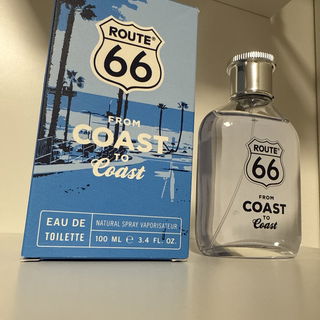 ROUTE®
66
FROM
COAST
TO
Coast
EAU DE
TOILETTE
NATURAL SPRAY VAPORISATEUR
100 ML e 3.4 FL. OZ.
ROUTE
66
FROM
COAST
TO
Coast